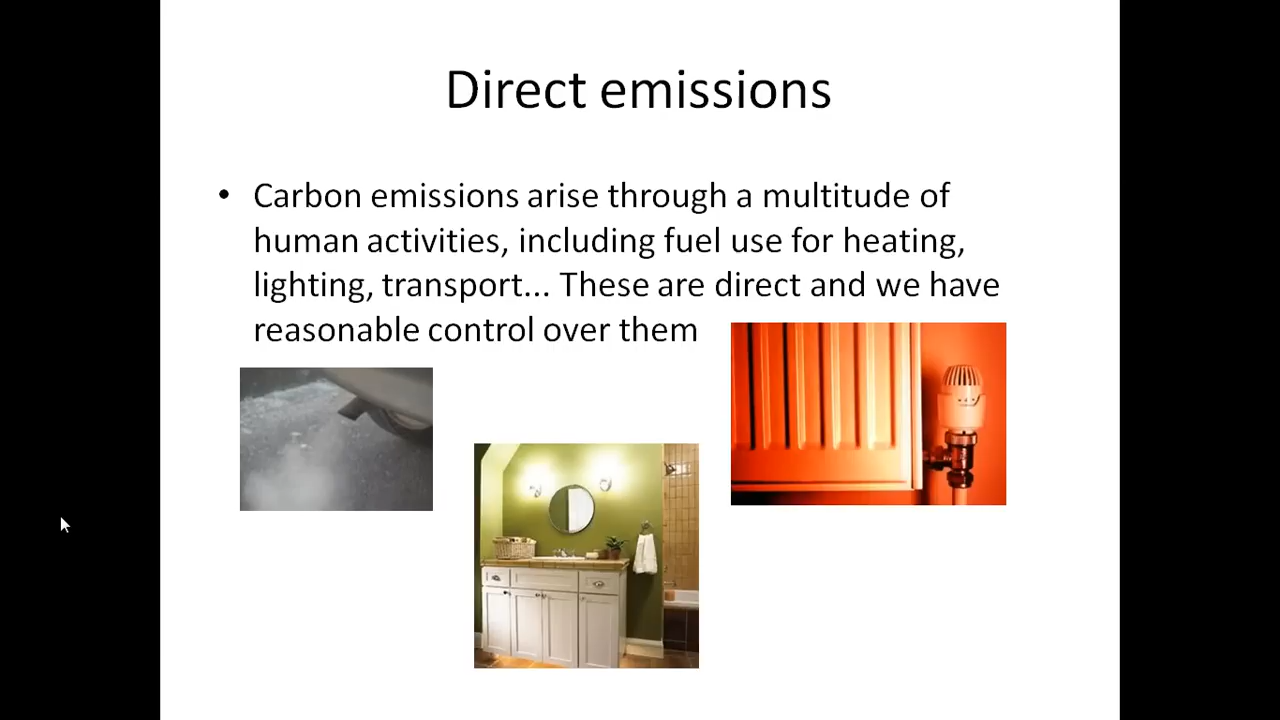 Direct emissions
• Carbon emissions arise through a multitude of
human activities, including fuel use for heating,
lighting, transport... These are direct and we have
reasonable control over them